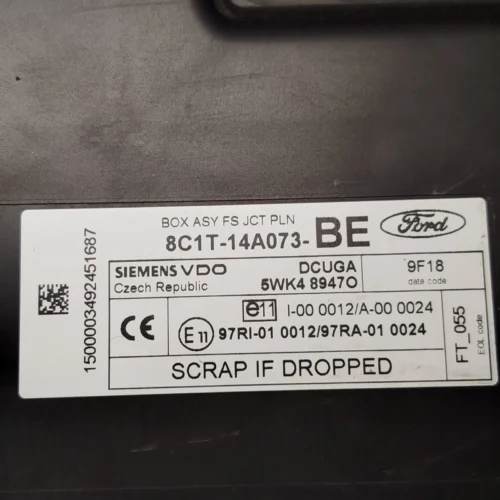 BOX ASY FS JCT PLN
8C1T-14A073-BE
Ford
SIEMENS VDO
Czech Republic
DCUGA
5WK4 8947O
9F18
date code
CE
e11
I-00 0012/A-00 0024
E11
97RI-01 0012/97RA-01 0024
SCRAP IF DROPPED
FT_055
EOL code
1500003492451687